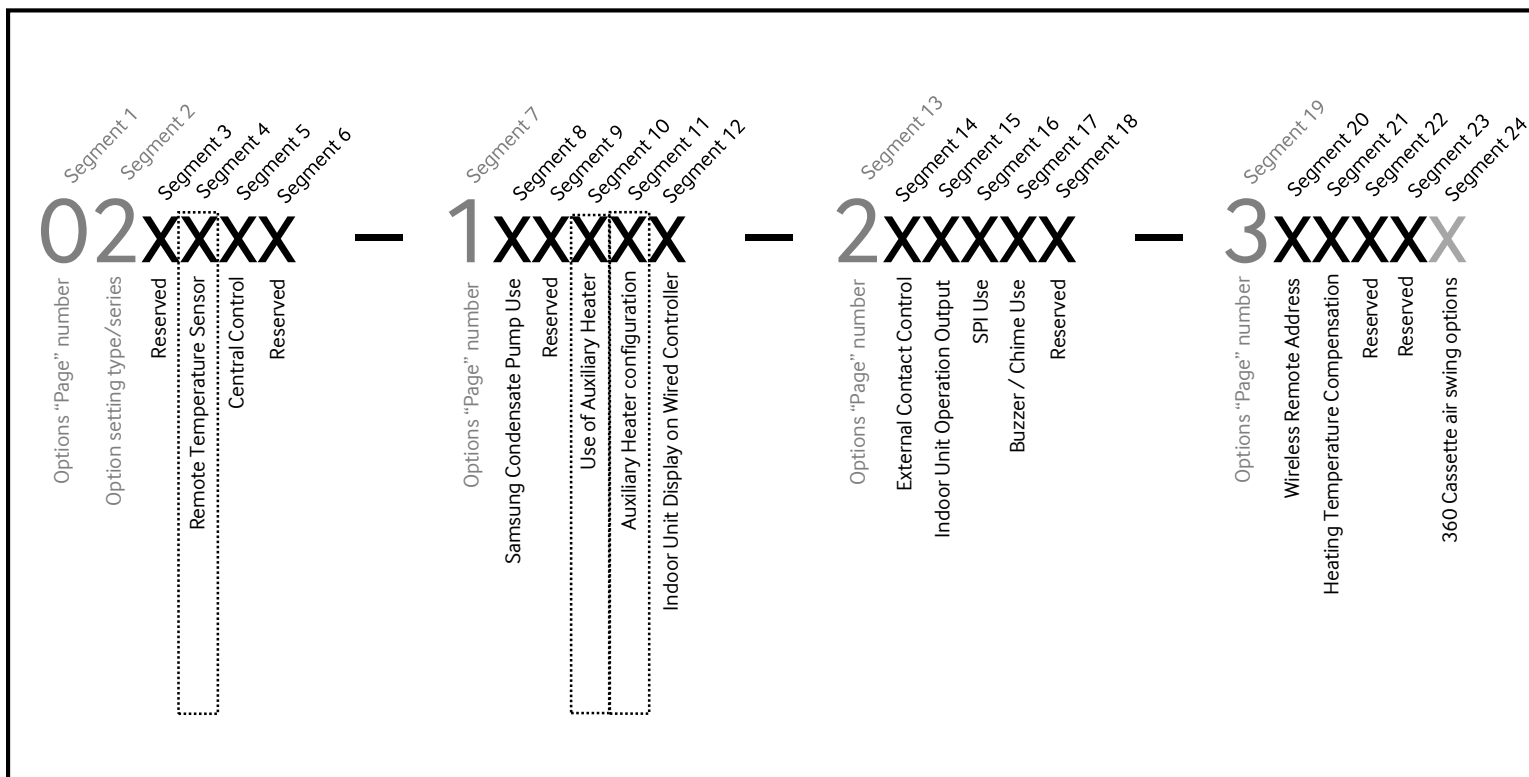 Segment 1
Segment 2
Segment 3
Segment 4
Segment 5
Segment 6
Segment 7
Segment 8
Segment 9
Segment 10
Segment 11
Segment 12
Segment 13
Segment 14
Segment 15
Segment 16
Segment 17
Segment 18
Segment 19
Segment 20
Segment 21
Segment 22
Segment 23
Segment 24
02XXXX — 1XXXXX — 2XXXXX — 3XXXXX
Options “Page” number
Option setting type/series
Reserved
Remote Temperature Sensor
Central Control
Reserved
Options “Page” number
Samsung Condensate Pump Use
Reserved
Use of Auxiliary Heater
Auxiliary Heater configuration
Indoor Unit Display on Wired Controller
Options “Page” number
External Contact Control
Indoor Unit Operation Output
SPI Use
Buzzer / Chime Use
Reserved
Options “Page” number
Wireless Remote Address
Heating Temperature Compensation
Reserved
Reserved
360 Cassette air swing options